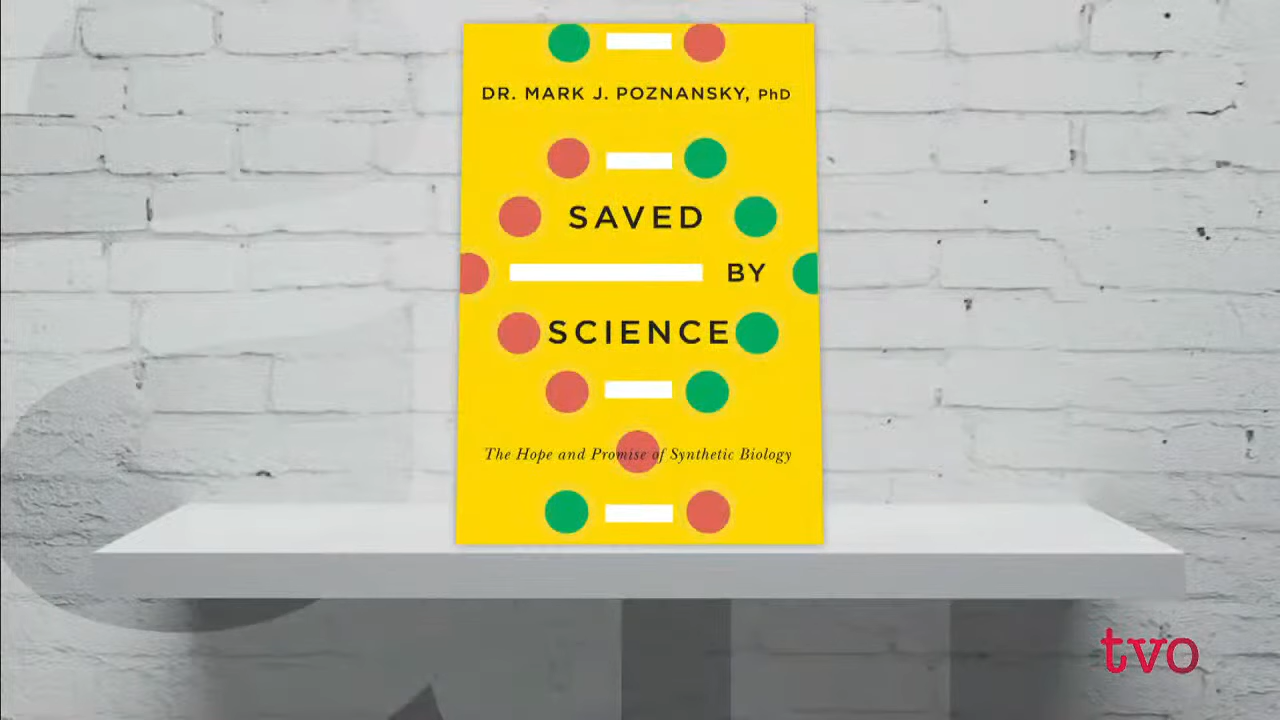 DR. MARK J. POZNANSKY, PhD
SAVED
BY
SCIENCE
The Hope and Promise of Synthetic Biology
tvo